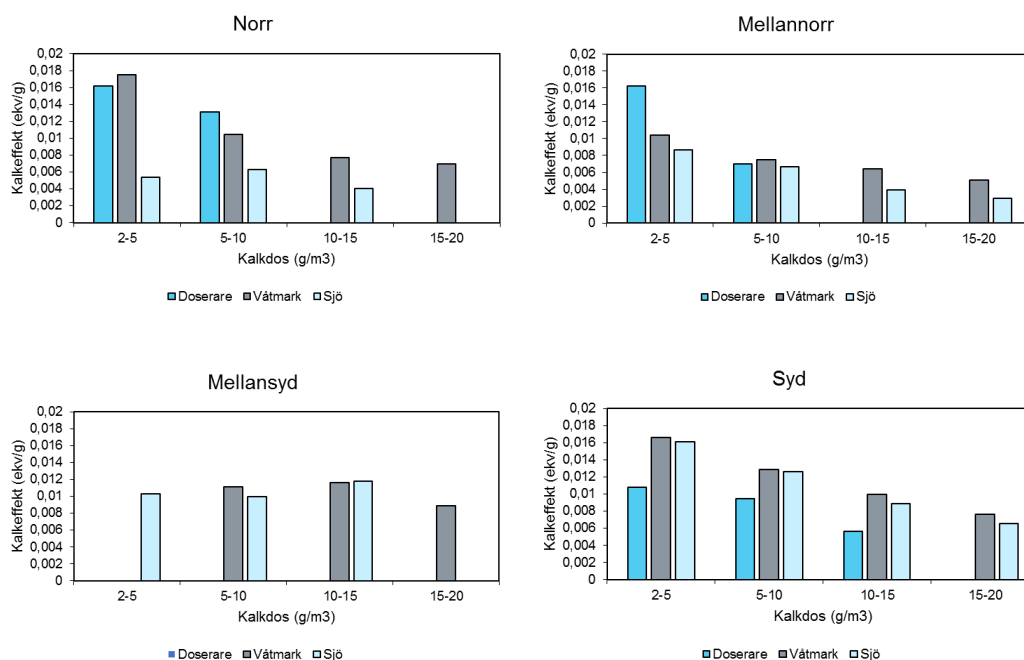 Norr
Kalkeffekt (ekv/g)
0,02
0,018
0,016
0,014
0,012
0,01
0,008
0,006
0,004
0,002
0
2-5 5-10 10-15 15-20
Kalkdos (g/m3)
Doserare Våtmark Sjö
Mellannorr
Kalkeffekt (ekv/g)
0,02
0,018
0,016
0,014
0,012
0,01
0,008
0,006
0,004
0,002
0
2-5 5-10 10-15 15-20
Kalkdos (g/m3)
Doserare Våtmark Sjö
Mellansyd
Kalkeffekt (ekv/g)
0,02
0,018
0,016
0,014
0,012
0,01
0,008
0,006
0,004
0,002
0
2-5 5-10 10-15 15-20
Kalkdos (g/m3)
Doserare Våtmark Sjö
Syd
Kalkeffekt (ekv/g)
0,02
0,018
0,016
0,014
0,012
0,01
0,008
0,006
0,004
0,002
0
2-5 5-10 10-15 15-20
Kalkdos (g/m3)
Doserare Våtmark Sjö